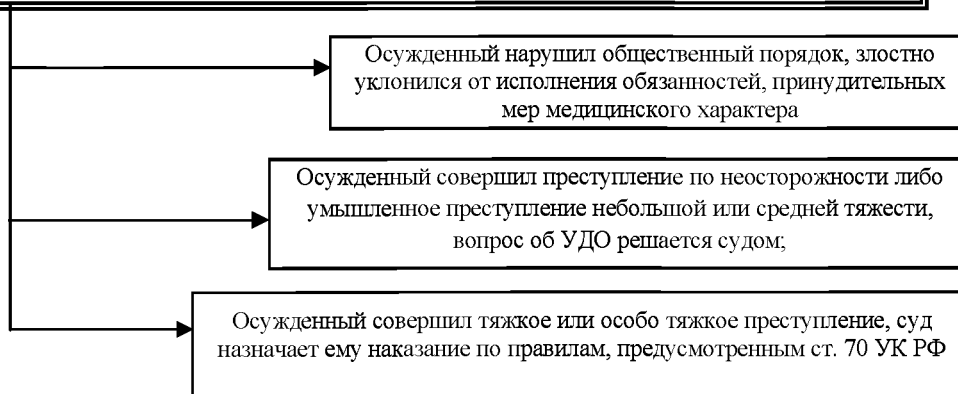 Осужденный нарушил общественный порядок, злостно
уклонился от исполнения обязанностей, принудительных
мер медицинского характера
Осужденный совершил преступление по неосторожности либо
умышленное преступление небольшой или средней тяжести,
вопрос об УДО решается судом;
Осужденный совершил тяжкое или особо тяжкое преступление, суд
назначает ему наказание по правилам, предусмотренным ст. 70 УК РФ